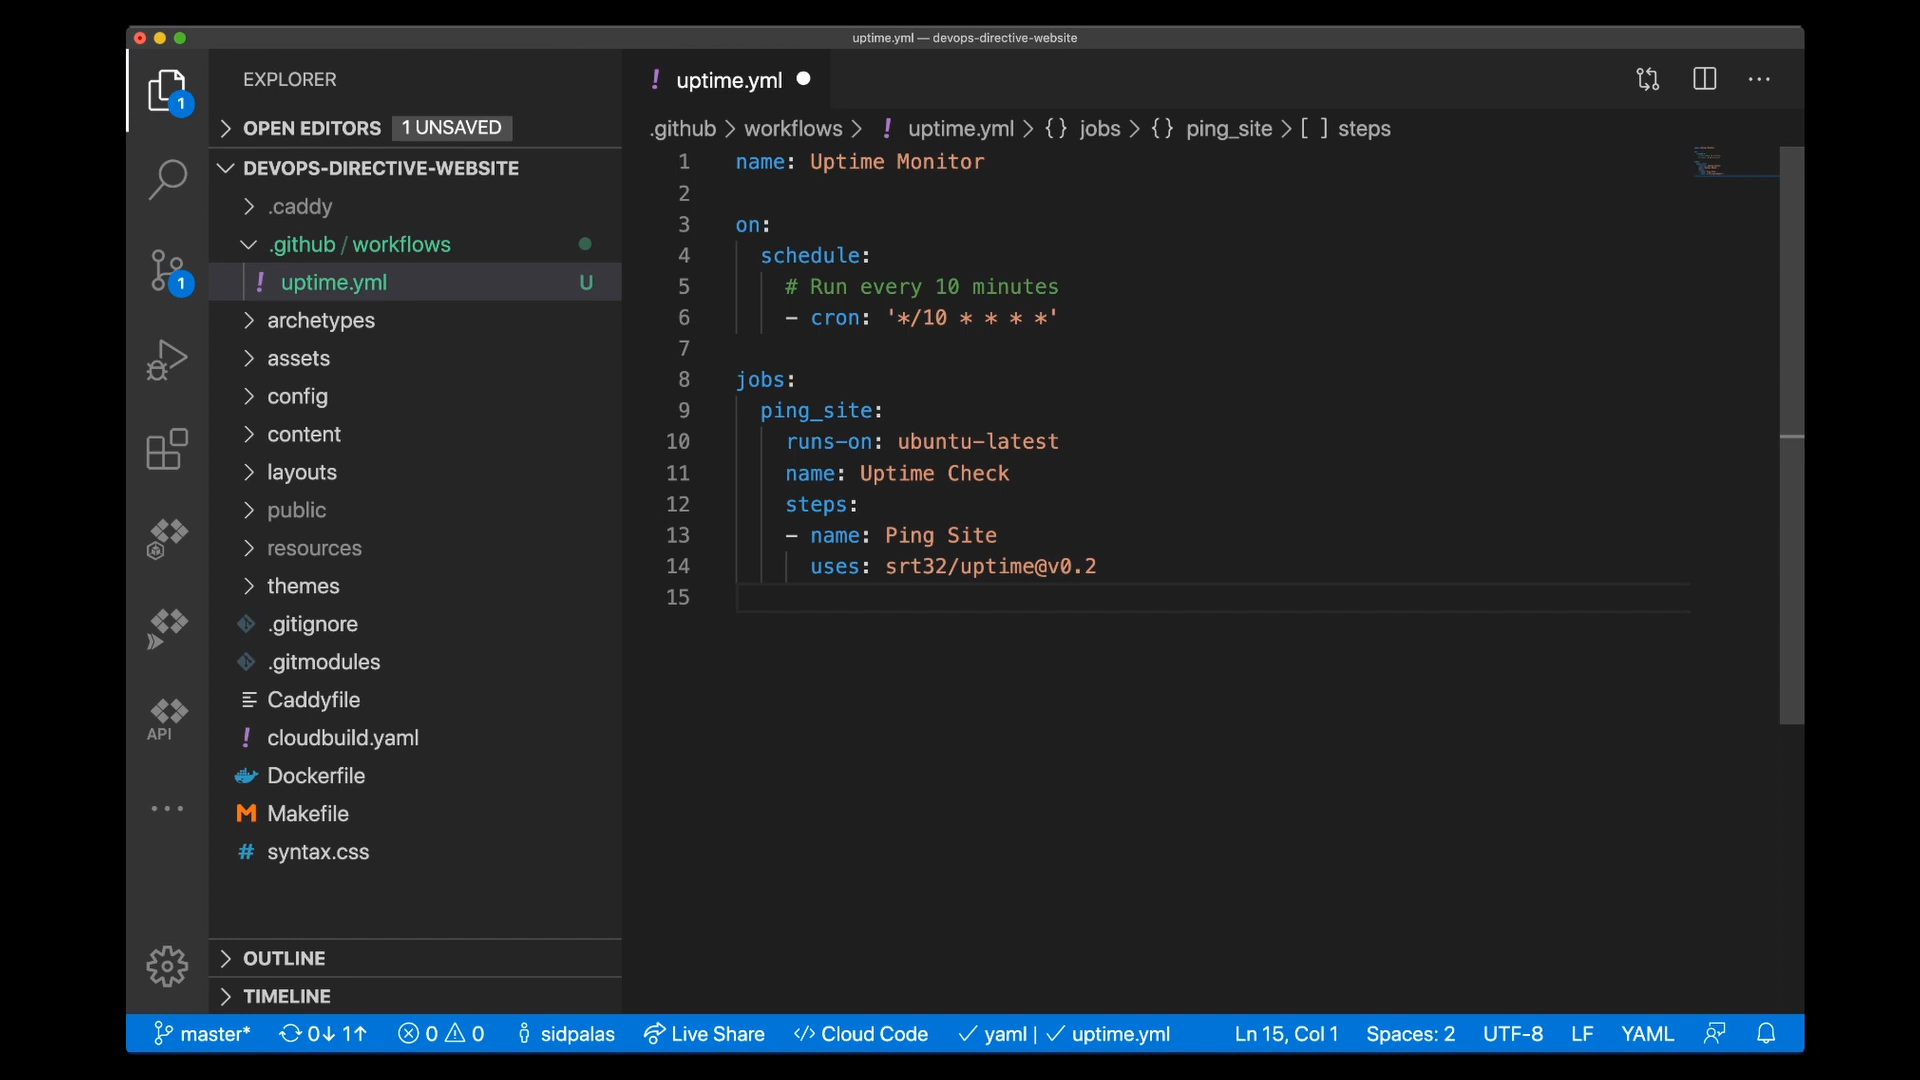 uptime.yml — devops-directive-website
EXPLORER
OPEN EDITORS 1 UNSAVED
DEVOPS-DIRECTIVE-WEBSITE
.caddy
.github / workflows
! uptime.yml U
archetypes
assets
config
content
layouts
public
resources
themes
.gitignore
.gitmodules
Caddyfile
! cloudbuild.yaml
Dockerfile
M Makefile
# syntax.css
OUTLINE
TIMELINE
1
1
API
! uptime.yml
.github > workflows > ! uptime.yml > {} jobs > {} ping_site > [ ] steps
1 name: Uptime Monitor
2
3 on:
4 schedule:
5 # Run every 10 minutes
6 - cron: '*/10 * * * *'
7
8 jobs:
9 ping_site:
10 runs-on: ubuntu-latest
11 name: Uptime Check
12 steps:
13 - name: Ping Site
14 uses: srt32/uptime@v0.2
15
master* 0↓ 1↑ 0 0 sidpalas Live Share </> Cloud Code ✓ yaml | ✓ uptime.yml Ln 15, Col 1 Spaces: 2 UTF-8 LF YAML